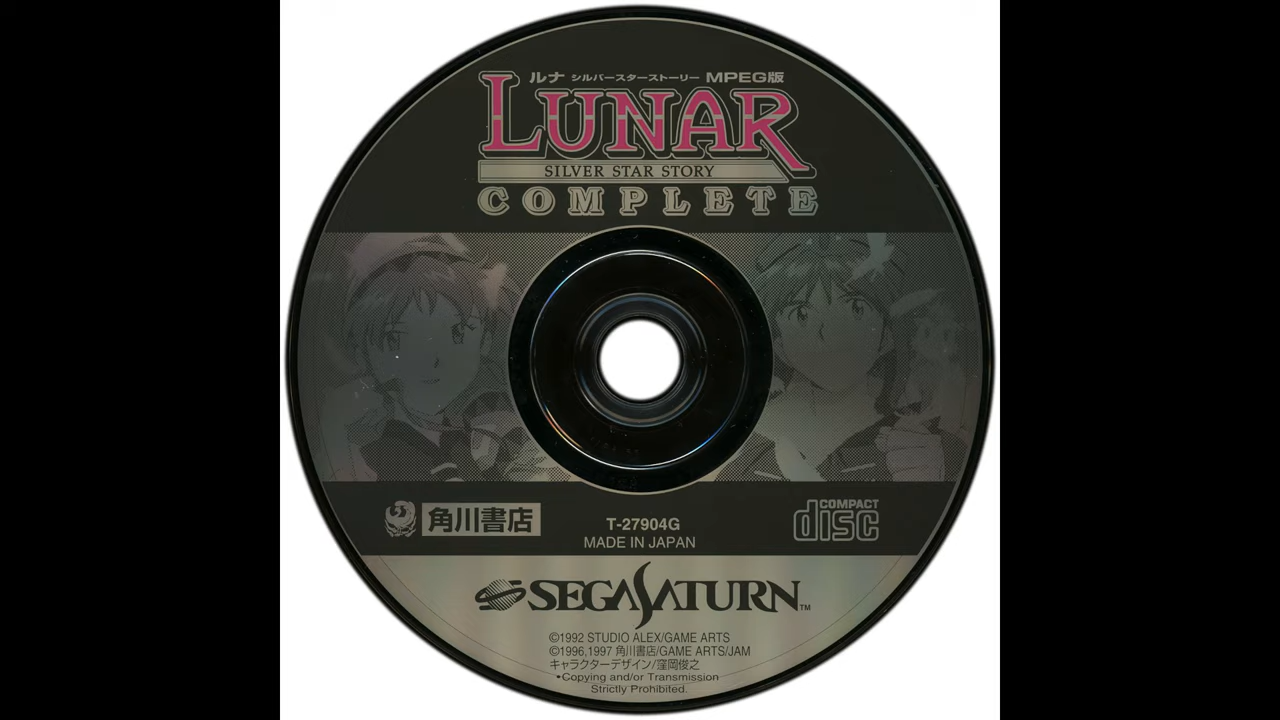 ルナ シルバースターストーリー MPEG版
LUNAR
SILVER STAR STORY
COMPLETE
角川書店
T-27904G
MADE IN JAPAN
COMPACT
disc
SEGASATURN™
©1992 STUDIO ALEX/GAME ARTS
©1996,1997 角川書店/GAME ARTS/JAM
キャラクターデザイン/窪岡俊之
•Copying and/or Transmission
Strictly Prohibited.